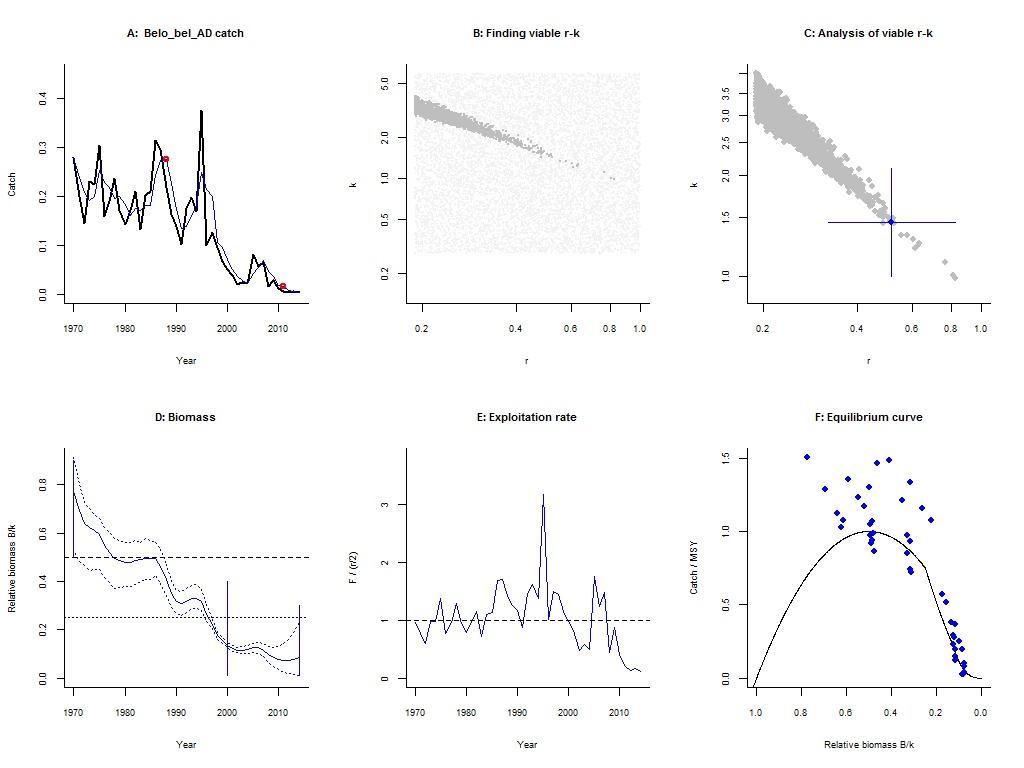 A: Belo_bel_AD catch
Catch
0.0 0.1 0.2 0.3 0.4
1970 1980 1990 2000 2010
Year
B: Finding viable r-k
k
0.2 0.5 1.0 2.0 5.0
0.2 0.4 0.6 0.8 1.0
r
C: Analysis of viable r-k
k
1.0 1.5 2.0 2.5 3.0 3.5
0.2 0.4 0.6 0.8 1.0
r
D: Biomass
Relative biomass B/k
0.0 0.2 0.4 0.6 0.8
1970 1980 1990 2000 2010
Year
E: Exploitation rate
F / (r/2)
0 1 2 3
1970 1980 1990 2000 2010
Year
F: Equilibrium curve
Catch / MSY
0.0 0.5 1.0 1.5
1.0 0.8 0.6 0.4 0.2 0.0
Relative biomass B/k